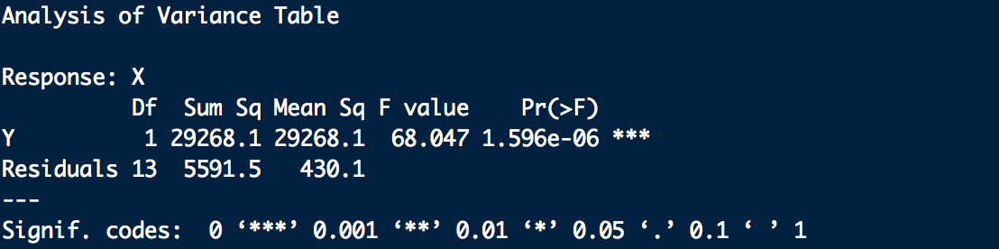 Analysis of Variance Table
Response: X
Df Sum Sq Mean Sq F value Pr(>F)
Y 1 29268.1 29268.1 68.047 1.596e-06 ***
Residuals 13 5591.5 430.1
---
Signif. codes: 0 ‘***’ 0.001 ‘**’ 0.01 ‘*’ 0.05 ‘.’ 0.1 ‘ ’ 1